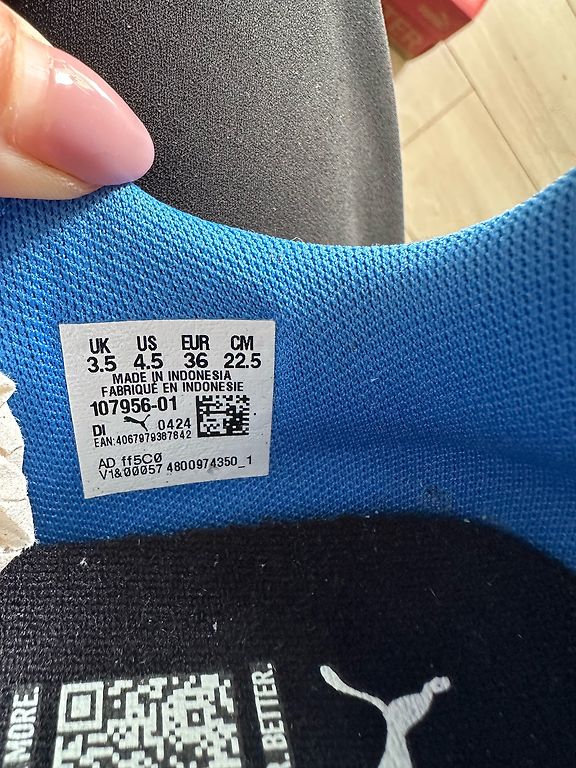 UK US EUR CM
3.5 4.5 36 22.5
MADE IN INDONESIA
FABRIQUÉ EN INDONESIE
107956-01
DI 0424
EAN:4067979387842
AD ff5C0
V1&00057 4800974350_1
MORE
BETTER.